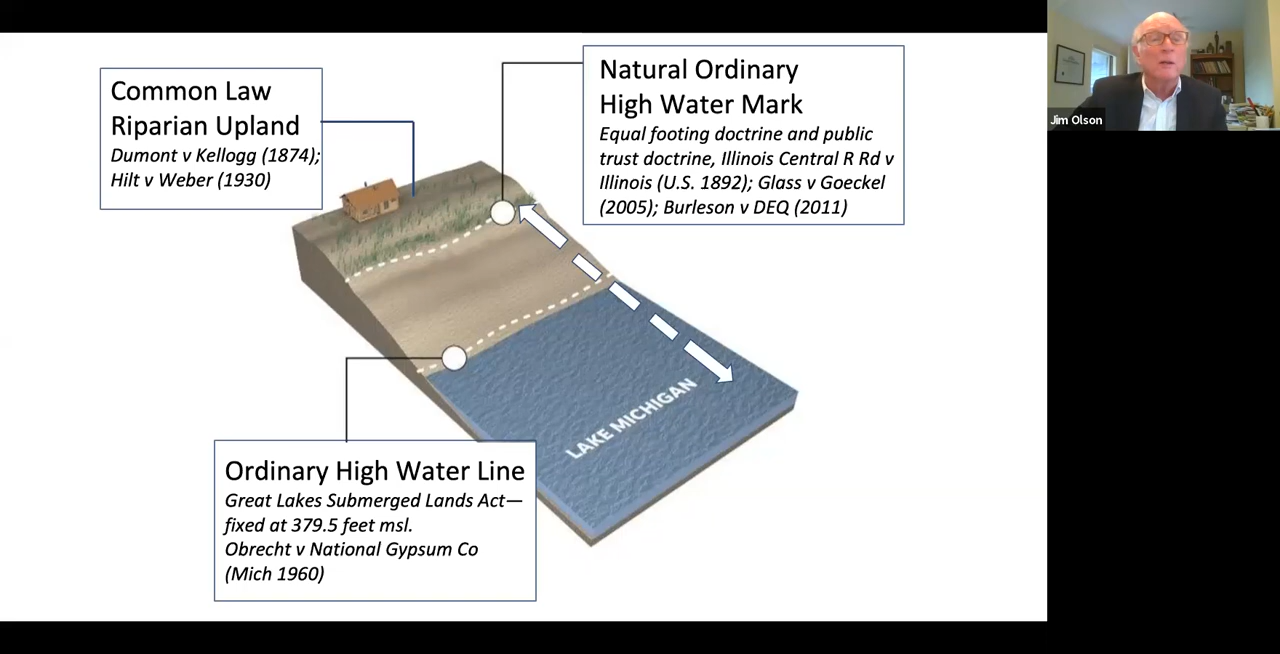 Common Law
Riparian Upland
Dumont v Kellogg (1874);
Hilt v Weber (1930)
Natural Ordinary
High Water Mark
Equal footing doctrine and public
trust doctrine, Illinois Central R Rd v
Illinois (U.S. 1892); Glass v Goeckel
(2005); Burleson v DEQ (2011)
Jim Olson
LAKE MICHIGAN
Ordinary High Water Line
Great Lakes Submerged Lands Act—
fixed at 379.5 feet msl.
Obrecht v National Gypsum Co
(Mich 1960)